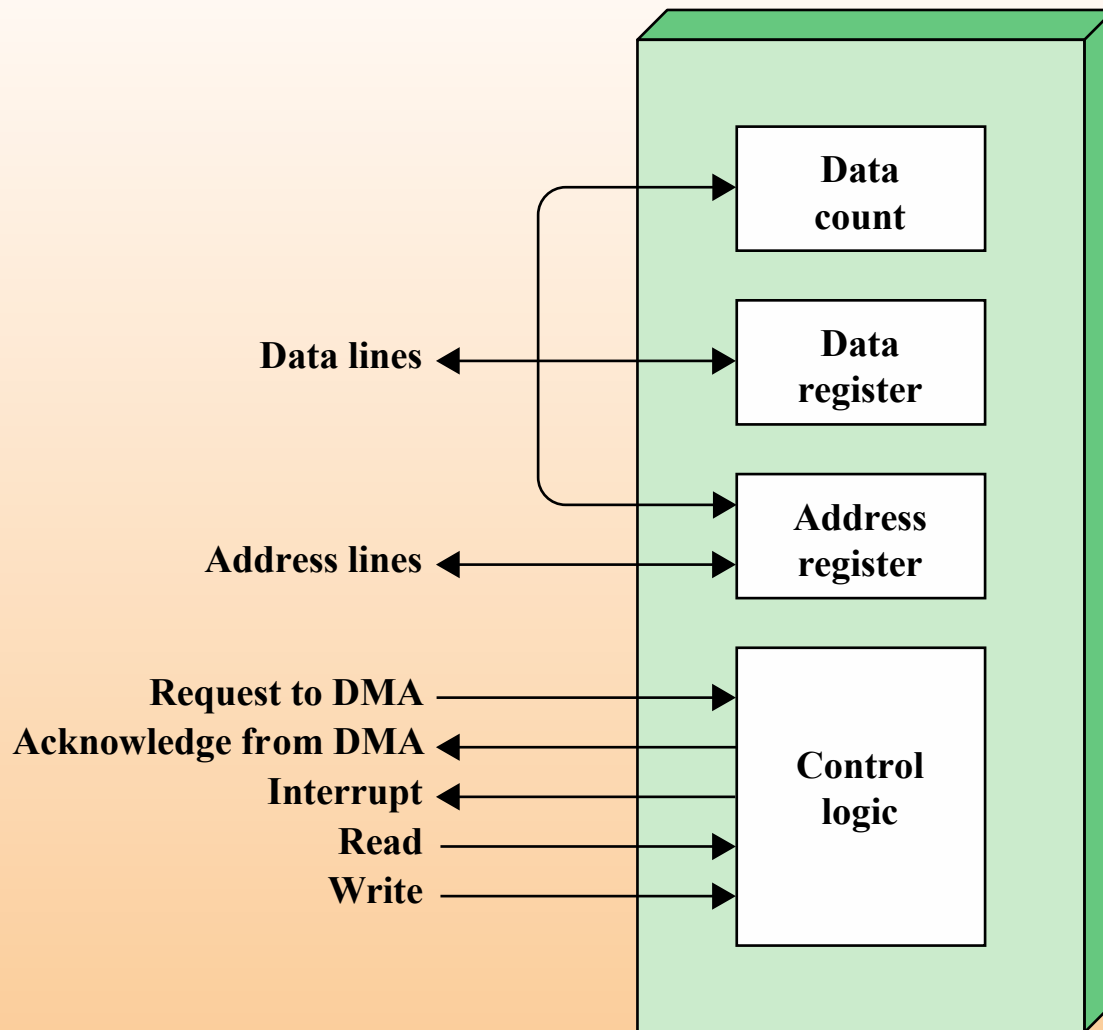 Data
count
Data lines
Data
register
Address
register
Address lines
Request to DMA
Acknowledge from DMA
Interrupt
Read
Write
Control
logic